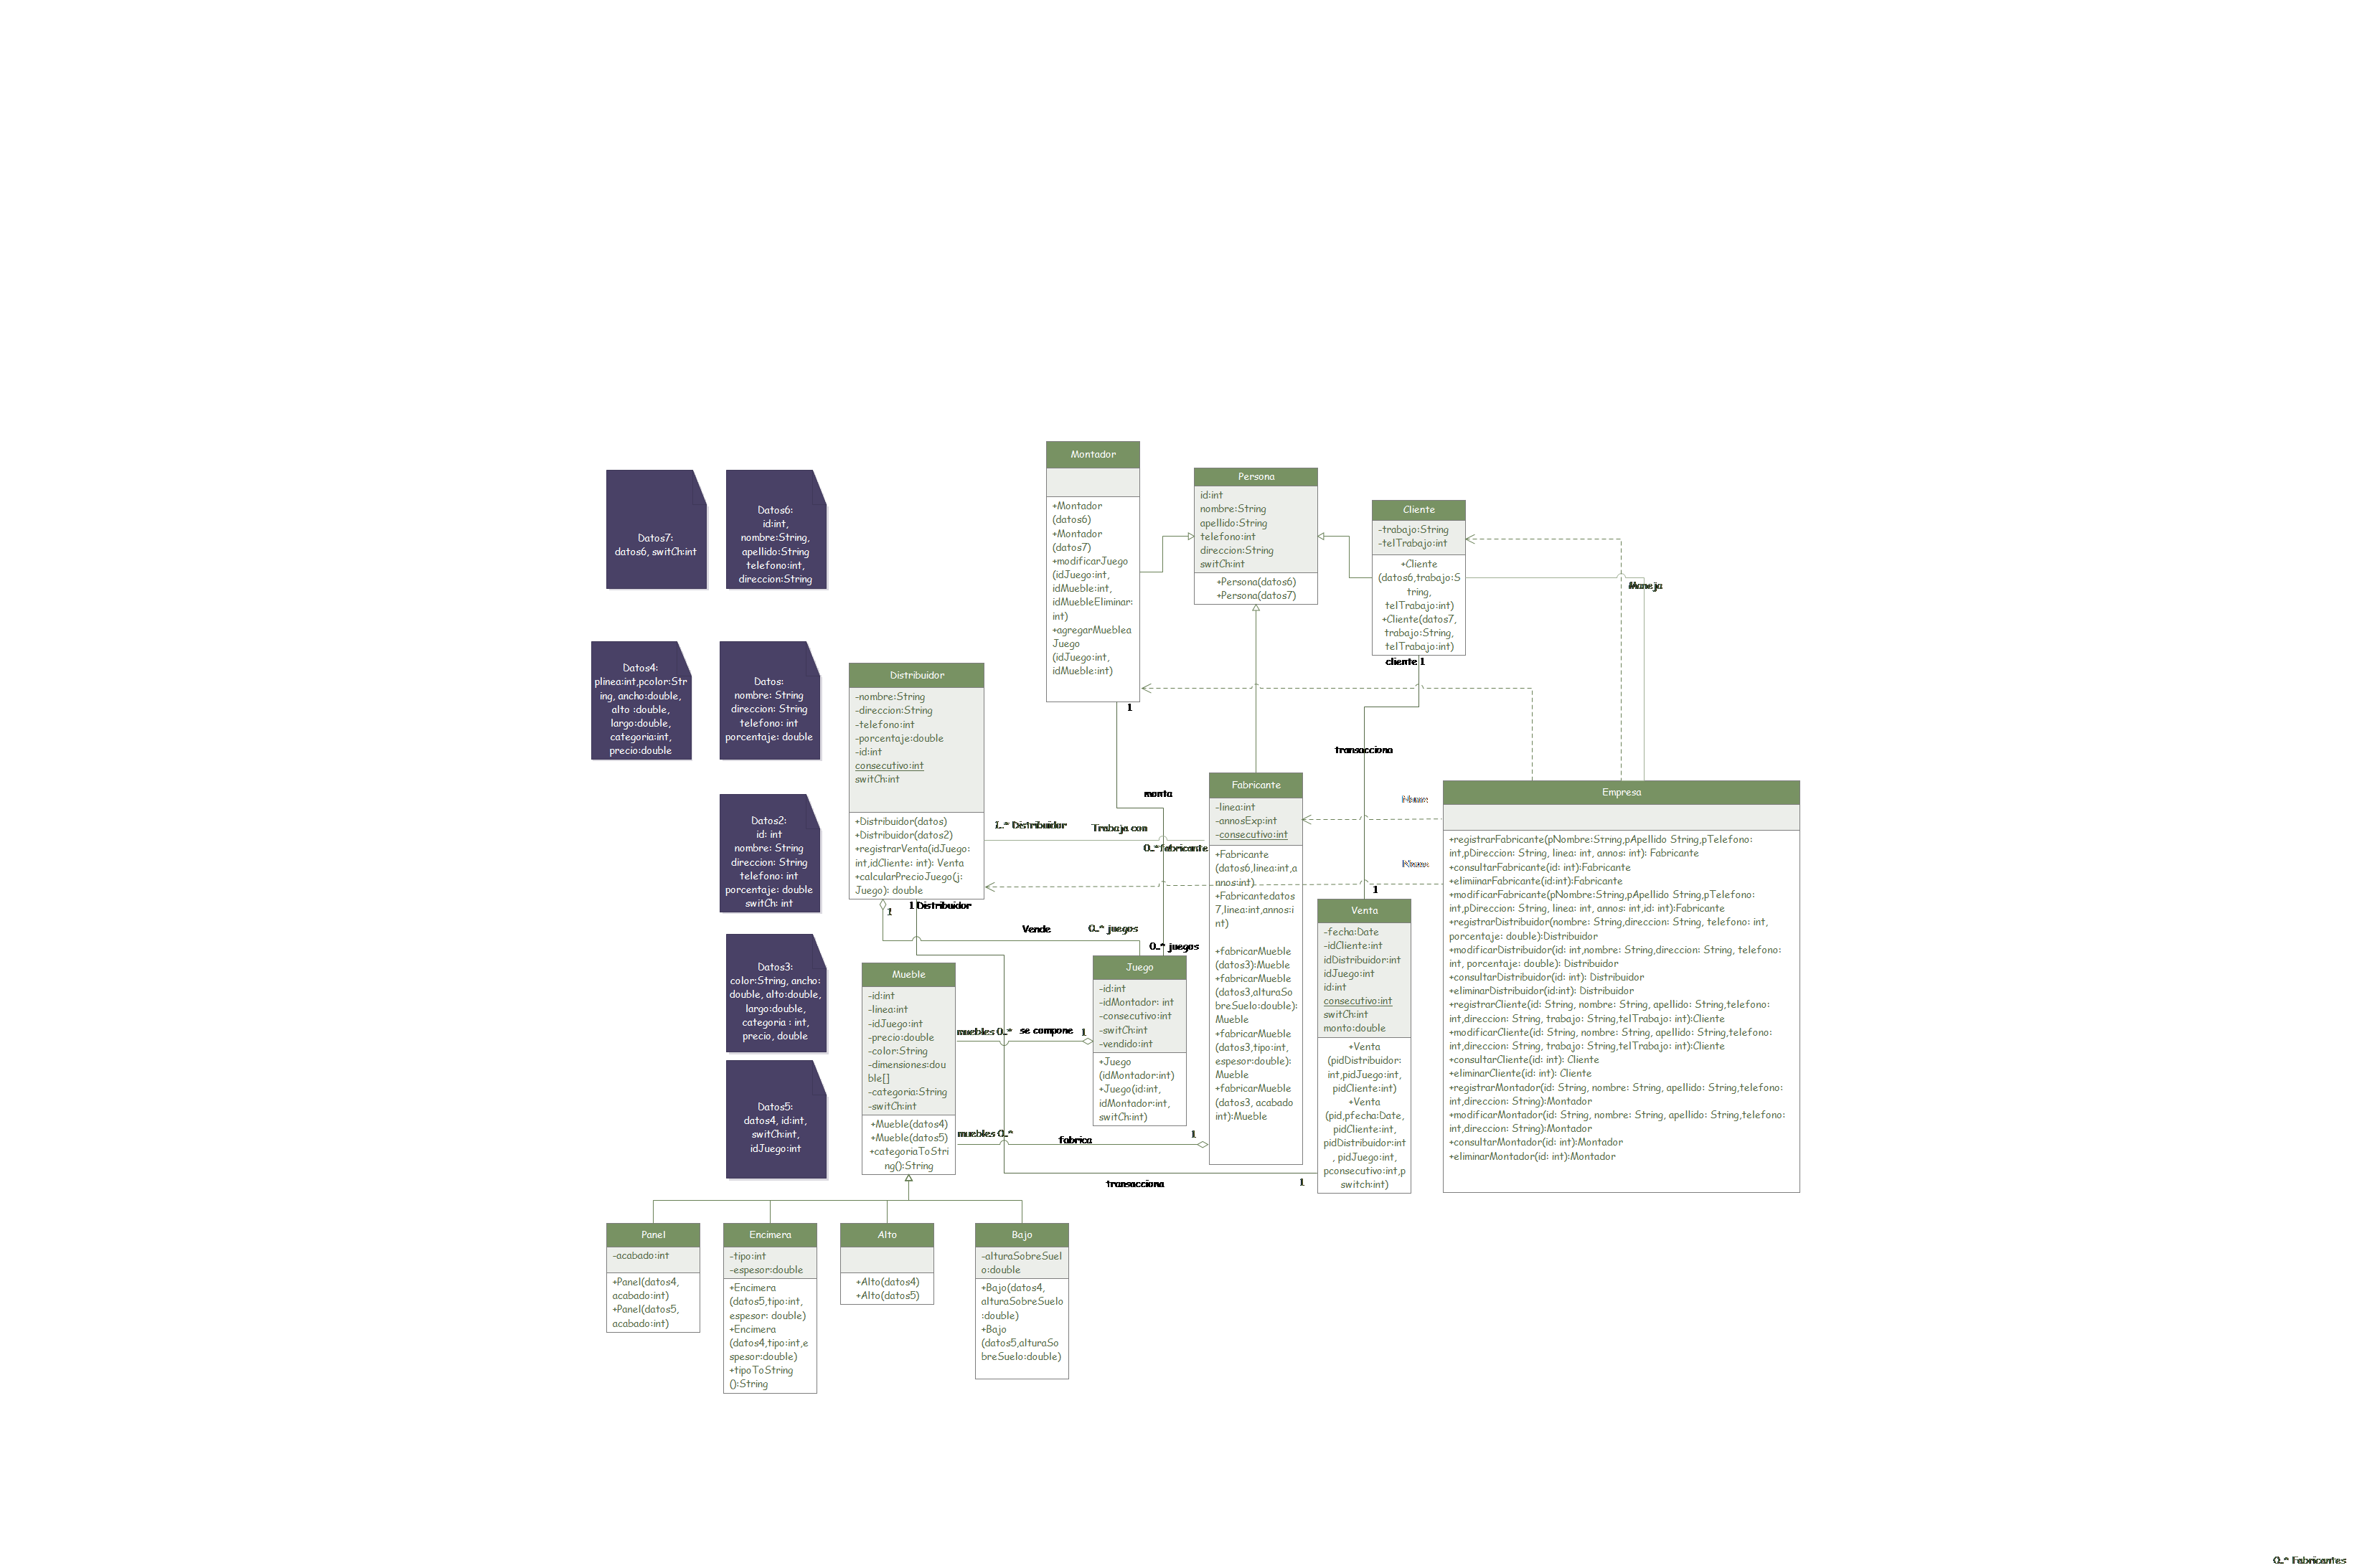 Datos7:
datos6, switCh:int
Datos6:
id:int,
nombre:String,
apellido:String
telefono:int,
direccion:String
Datos4:
plinea:int,pcolor:Str
ing, ancho:double,
alto :double,
largo:double,
categoria:int,
precio:double
Datos:
nombre: String
direccion: String
telefono: int
porcentaje: double
Datos2:
id: int
nombre: String
direccion: String
telefono: int
porcentaje: double
switCh: int
Datos3:
color:String, ancho:
double, alto:double,
largo:double,
categoria : int,
precio, double
Datos5:
datos4, id:int,
switCh:int,
idJuego:int
Montador
+Montador
(datos6)
+Montador
(datos7)
+modificarJuego
(idJuego:int,
idMueble:int,
idMuebleEliminar:
int)
+agregarMueblea
Juego
(idJuego:int,
idMueble:int)
1
Persona
id:int
nombre:String
apellido:String
telefono:int
direccion:String
switCh:int
+Persona(datos6)
+Persona(datos7)
Cliente
-trabajo:String
-telTrabajo:int
+Cliente
(datos6,trabajo:S
tring,
telTrabajo:int)
+Cliente(datos7,
trabajo:String,
telTrabajo:int)
cliente 1
Maneja
transacciona
monta
Distribuidor
-nombre:String
-direccion:String
-telefono:int
-porcentaje:double
-id:int
consecutivo:int
switCh:int
+Distribuidor(datos)
+Distribuidor(datos2)
+registrarVenta(idJuego:
int,idCliente: int): Venta
+calcularPrecioJuego(j:
Juego): double
1
1 Distribuidor
1..* Distribuidor
Trabaja con
0..*fabricante
Vende
0..* juegos
0..* juegos
Fabricante
-linea:int
-annosExp:int
-consecutivo:int
+Fabricante
(datos6,linea:int,a
nnos:int)
+Fabricantedatos
7,linea:int,annos:i
nt)
+fabricarMueble
(datos3):Mueble
+fabricarMueble
(datos3,alturaSo
breSuelo:double):
Mueble
+fabricarMueble
(datos3,tipo:int,
espesor:double):
Mueble
+fabricarMueble
(datos3, acabado
int):Mueble
Empresa
+registrarFabricante(pNombre:String,pApellido String,pTelefono:
int,pDireccion: String, linea: int, annos: int): Fabricante
+consultarFabricante(id: int):Fabricante
+elimiinarFabricante(id:int):Fabricante
+modificarFabricante(pNombre:String,pApellido String,pTelefono:
int,pDireccion: String, linea: int, annos: int,id: int):Fabricante
+registrarDistribuidor(nombre: String,direccion: String, telefono: int,
porcentaje: double):Distribuidor
+modificarDistribuidor(id: int,nombre: String,direccion: String, telefono:
int, porcentaje: double): Distribuidor
+consultarDistribuidor(id: int): Distribuidor
+eliminarDistribuidor(id:int): Distribuidor
+registrarCliente(id: String, nombre: String, apellido: String,telefono:
int,direccion: String, trabajo: String,telTrabajo: int):Cliente
+modificarCliente(id: String, nombre: String, apellido: String,telefono:
int,direccion: String, trabajo: String,telTrabajo: int):Cliente
+consultarCliente(id: int): Cliente
+eliminarCliente(id: int): Cliente
+registrarMontador(id: String, nombre: String, apellido: String,telefono:
int,direccion: String):Montador
+modificarMontador(id: String, nombre: String, apellido: String,telefono:
int,direccion: String):Montador
+consultarMontador(id: int):Montador
+eliminarMontador(id: int):Montador
1
Venta
-fecha:Date
-idCliente:int
idDistribuidor:int
idJuego:int
id:int
consecutivo:int
switCh:int
monto:double
+Venta
(pidDistribuidor:
int,pidJuego:int,
pidCliente:int)
+Venta
(pid,pfecha:Date,
pidCliente:int,
pidDistribuidor:int
, pidJuego:int,
pconsecutivo:int,p
switch:int)
Mueble
-id:int
-linea:int
-idJuego:int
-precio:double
-color:String
-dimensiones:dou
ble[]
-categoria:String
-switCh:int
+Mueble(datos4)
+Mueble(datos5)
+categoriaToStri
ng():String
Juego
-id:int
-idMontador: int
-consecutivo:int
-switCh:int
-vendido:int
+Juego
(idMontador:int)
+Juego(id:int,
idMontador:int,
switCh:int)
muebles 0..* se compone 1
muebles 0..* fabrica 1
transacciona 1
Panel
-acabado:int
+Panel(datos4,
acabado:int)
+Panel(datos5,
acabado:int)
Encimera
-tipo:int
-espesor:double
+Encimera
(datos5,tipo:int,
espesor: double)
+Encimera
(datos4,tipo:int,e
spesor:double)
+tipoToString
():String
Alto
+Alto(datos4)
+Alto(datos5)
Bajo
-alturaSobreSuel
o:double
+Bajo(datos4,
alturaSobreSuelo
:double)
+Bajo
(datos5,alturaSo
breSuelo:double)
0..* Fabricantes